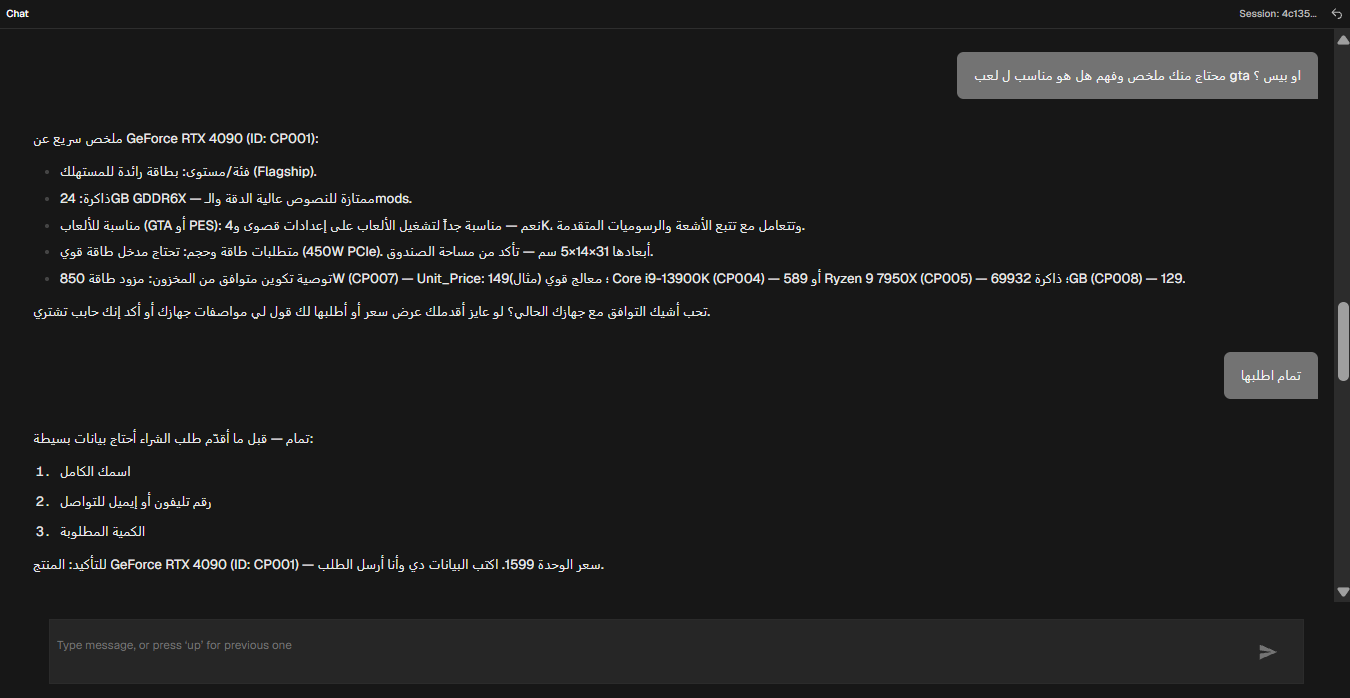 Chat
Session: 4c135...
محتاج منك ملخص وفهم هل هو مناسب ل لعب gta او بيس ؟
ملخص سريع عن GeForce RTX 4090 (ID: CP001):
فئة/مستوى: بطاقة رائدة للمستهلك (Flagship).
ذاكرة: 24GB GDDR6X — ممتازة للنصوص عالية الدقة والـ mods.
مناسبة للألعاب (GTA أو PES): نعم — مناسبة جداً لتشغيل الألعاب على إعدادات قصوى و4K، وتتعامل مع تتبع الأشعة والرسوميات المتقدمة.
متطلبات طاقة وحجم: تحتاج مدخل طاقة قوي (450W PCIe). أبعادها 31×14×5 سم — تأكد من مساحة الصندوق.
توصية تكوين متوافق من المخزون: مزود طاقة 850W (CP007) — Unit_Price: 149؛ معالج قوي (مثال) Core i9-13900K (CP004) — 589 أو Ryzen 9 7950X (CP005) — 699؛ ذاكرة 32GB (CP008) — 129.
تحب أشيك التوافق مع جهازك الحالي؟ لو عايز أقدملك عرض سعر أو أطلبها لك قول لي مواصفات جهازك أو أكد إنك حابب تشتري.
تمام اطلبها
تمام — قبل ما أقدّم طلب الشراء أحتاج بيانات بسيطة:
1. اسمك الكامل
2. رقم تليفون أو إيميل للتواصل
3. الكمية المطلوبة
للتأكيد: المنتج GeForce RTX 4090 (ID: CP001) — سعر الوحدة 1599. اكتب البيانات دي وأنا أرسل الطلب.
Type message, or press 'up' for previous one